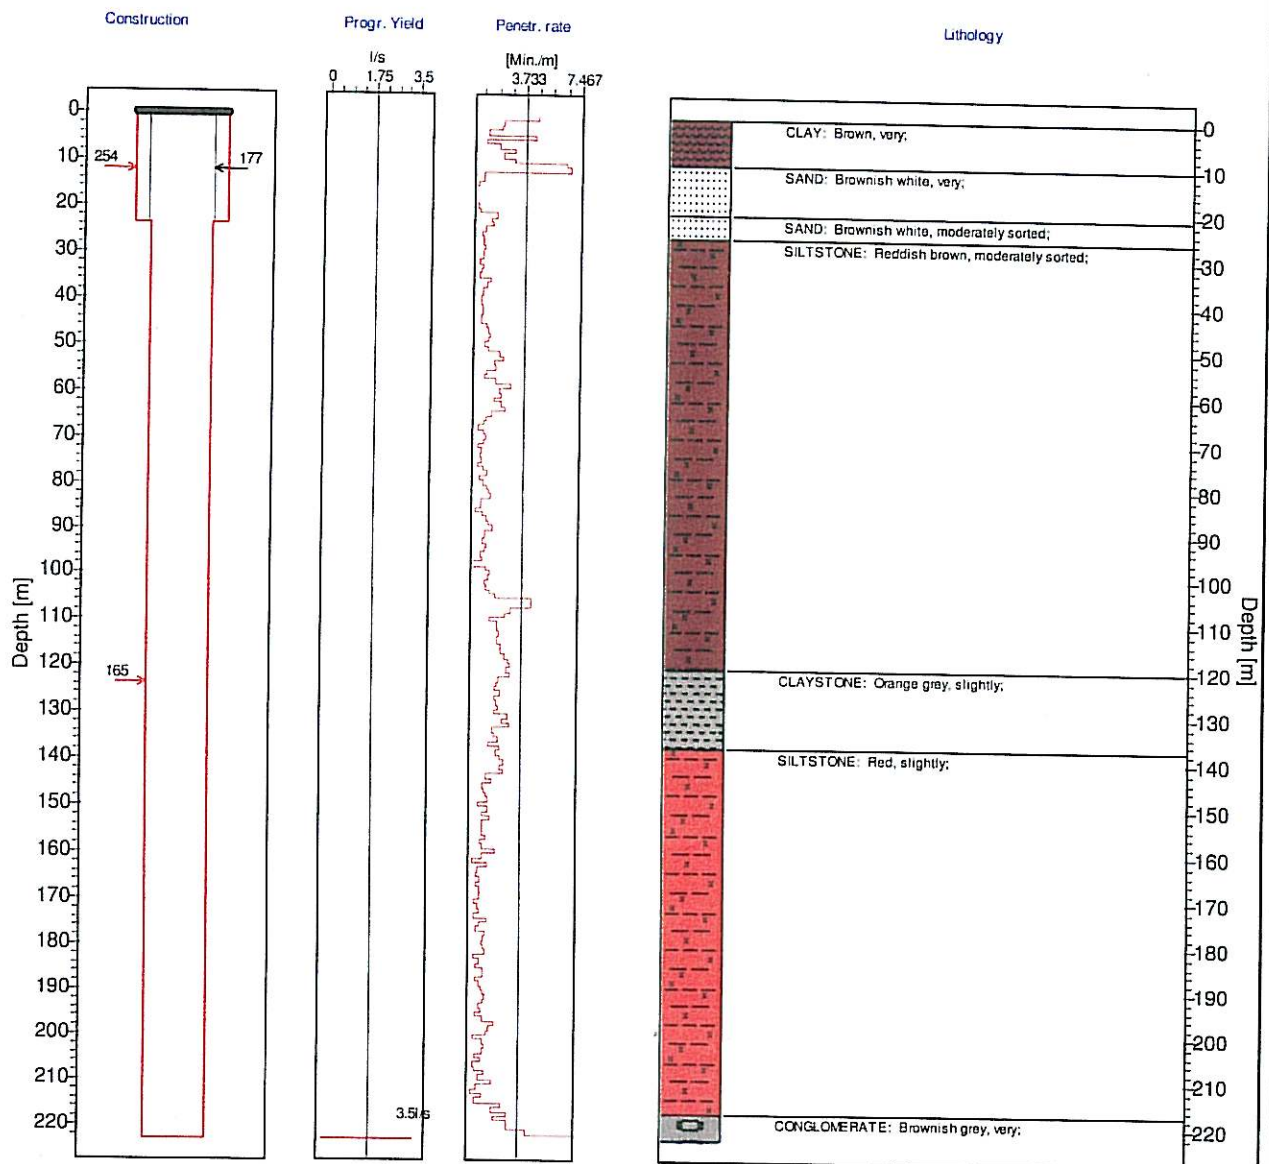 Construction
Progr. Yield
Penetr. rate
Lithology
l/s
[Min./m]
0 1.75 3.5
3.733 7.467
0
10
20
30
40
50
60
70
80
90
100
110
120
130
140
150
160
170
180
190
200
210
220
Depth [m]
254
177
165
3.5l/s
CLAY: Brown, very;
SAND: Brownish white, very;
SAND: Brownish white, moderately sorted;
SILTSTONE: Reddish brown, moderately sorted;
CLAYSTONE: Orange grey, slightly;
SILTSTONE: Red, slightly;
CONGLOMERATE: Brownish grey, very;
0
10
20
30
40
50
60
70
80
90
100
110
120
130
140
150
160
170
180
190
200
210
220
Depth [m]